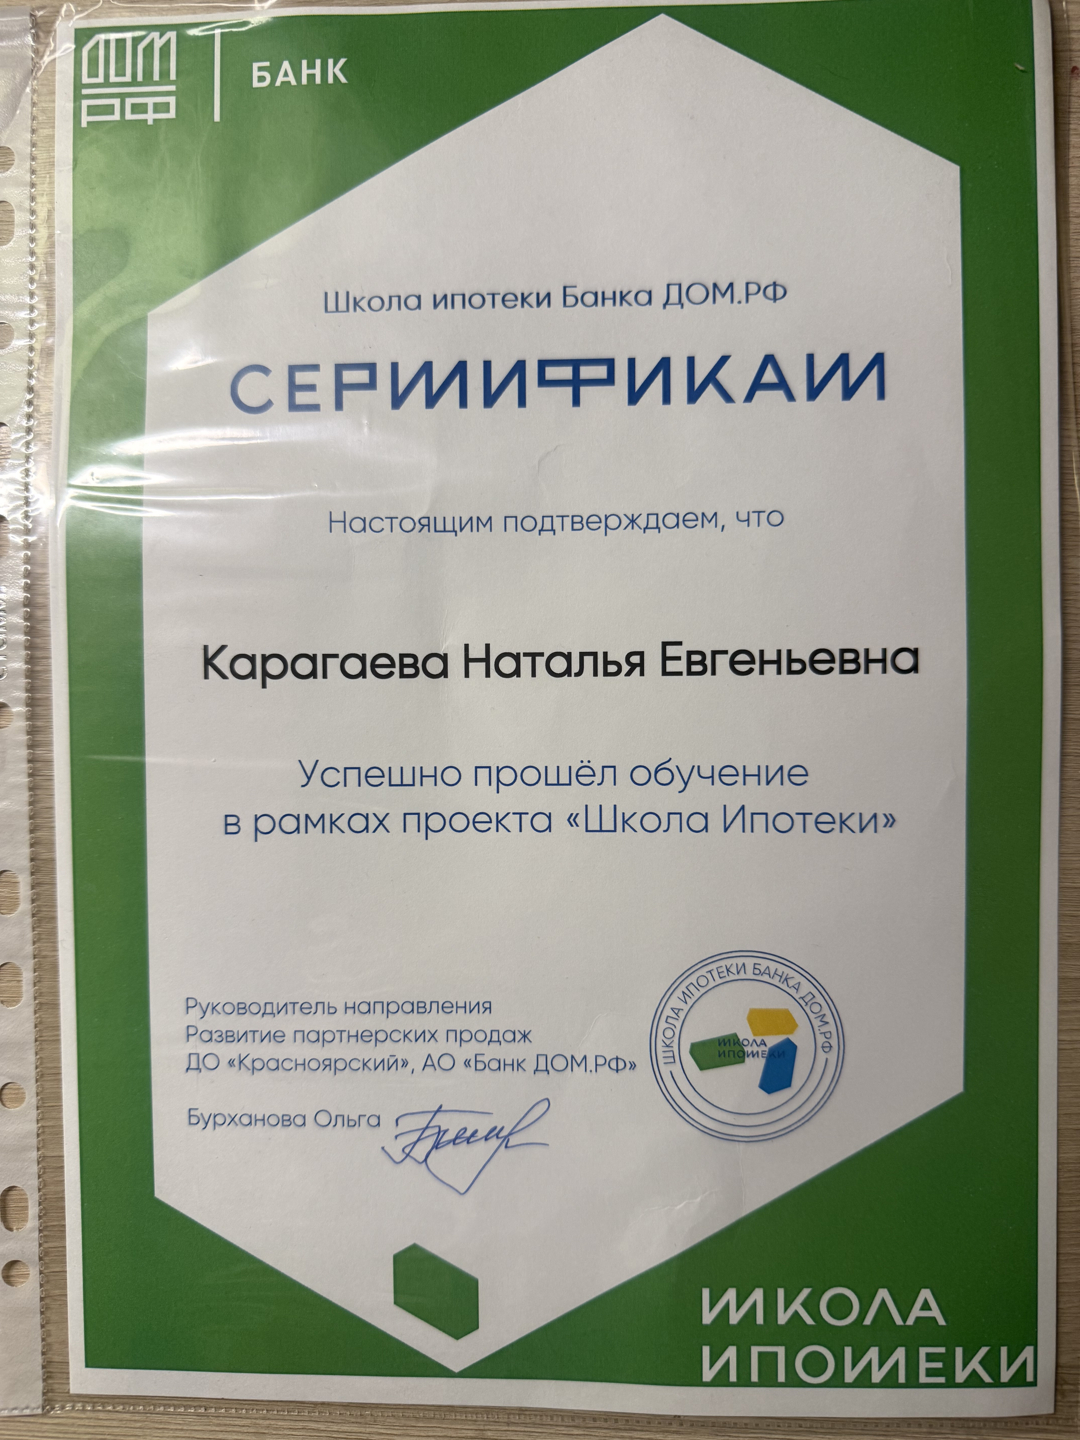 ДОМ
РФ
БАНК
Школа ипотеки Банка ДОМ.РФ
СЕРТИФИКАТ
Настоящим подтверждаем, что
Карагаева Наталья Евгеньевна
Успешно прошёл обучение
в рамках проекта «Школа Ипотеки»
Руководитель направления
Развитие партнерских продаж
ДО «Красноярский», АО «Банк ДОМ.РФ»
Бурханова Ольга
ШКОЛА ИПОТЕКИ БАНКА ДОМ.РФ
ШКОЛА
ИПОТЕКИ
ШКОЛА
ИПОТЕКИ